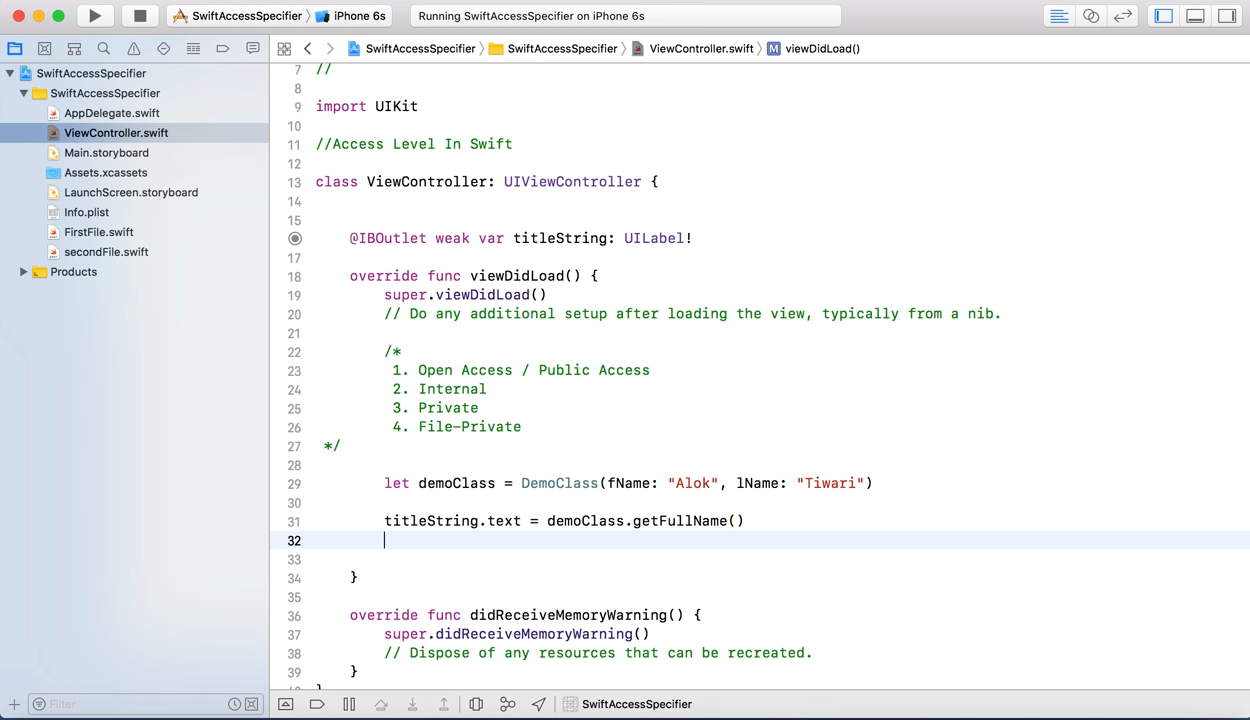 SwiftAccessSpecifier 〉 iPhone 6s
Running SwiftAccessSpecifier on iPhone 6s
SwiftAccessSpecifier 〉 SwiftAccessSpecifier 〉 ViewController.swift 〉 M viewDidLoad()
SwiftAccessSpecifier
SwiftAccessSpecifier
AppDelegate.swift
ViewController.swift
Main.storyboard
Assets.xcassets
LaunchScreen.storyboard
Info.plist
FirstFile.swift
secondFile.swift
Products
Filter
7 //
8
9 import UIKit
10
11 //Access Level In Swift
12
13 class ViewController: UIViewController {
14
15
@IBOutlet weak var titleString: UILabel!
17
18 override func viewDidLoad() {
19 super.viewDidLoad()
20 // Do any additional setup after loading the view, typically from a nib.
21
22 /*
23 1. Open Access / Public Access
24 2. Internal
25 3. Private
26 4. File-Private
27 */
28
29 let demoClass = DemoClass(fName: "Alok", lName: "Tiwari")
30
31 titleString.text = demoClass.getFullName()
32
33
34 }
35
36 override func didReceiveMemoryWarning() {
37 super.didReceiveMemoryWarning()
38 // Dispose of any resources that can be recreated.
39 }
SwiftAccessSpecifier